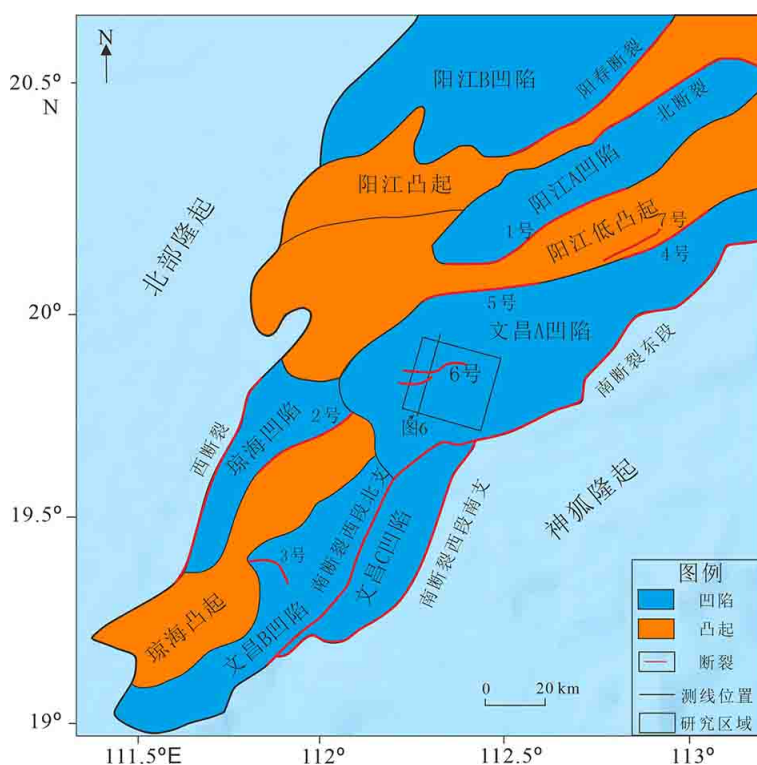 N
20.5°
N
20°
19.5°
19°
111.5°E
112°
112.5°
113°
阳江B凹陷
阳春断裂
北断裂
阳江凸起
阳江A凹陷
北部隆起
1号
阳江低凸起
7号
4号
5号
文昌A凹陷
南断裂东段
6号
图6
西断裂
琼海凹陷
2号
神狐隆起
南断裂西段北支
文昌C凹陷
南断裂西段南支
3号
琼海凸起
文昌B凹陷
0 20 km
图例
凹陷
凸起
断裂
测线位置
研究区域